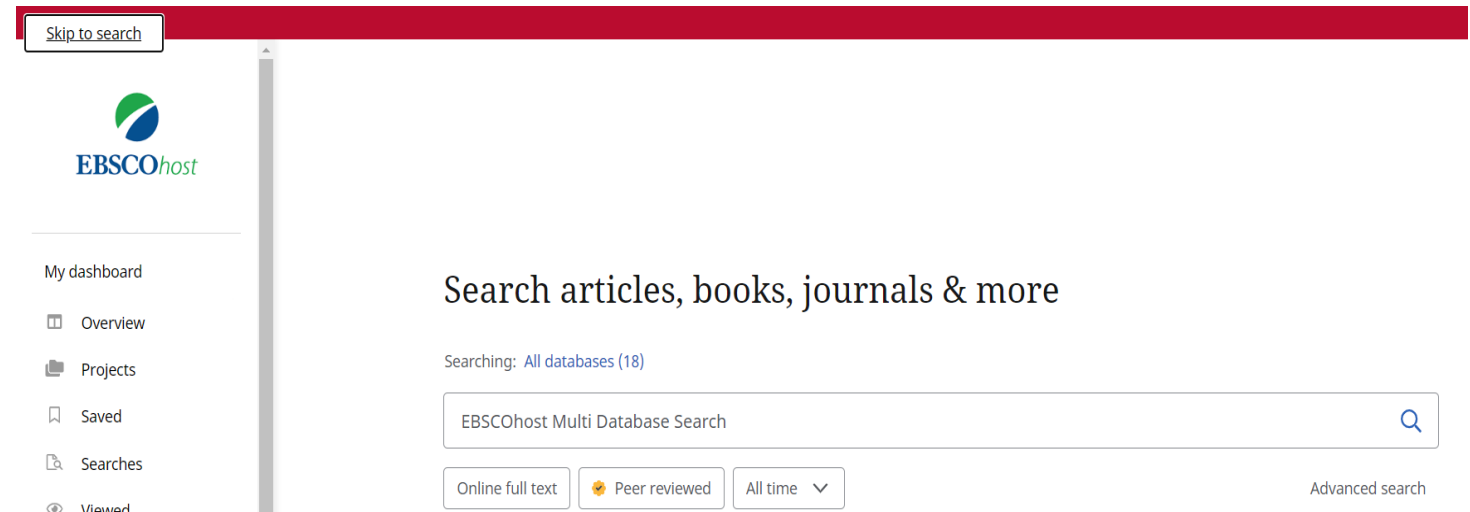 Skip to search
EBSCOhost
My dashboard
Overview
Projects
Saved
Searches
Viewed
Search articles, books, journals & more
Searching: All databases (18)
EBSCOhost Multi Database Search
Online full text Peer reviewed All time
Advanced search